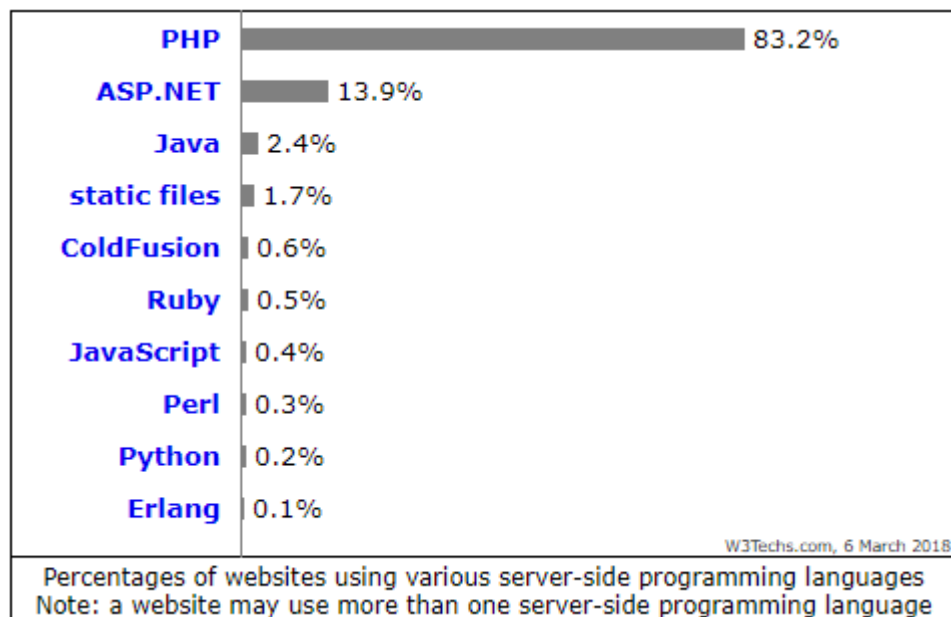 PHP 83.2%
ASP.NET 13.9%
Java 2.4%
static files 1.7%
ColdFusion 0.6%
Ruby 0.5%
JavaScript 0.4%
Perl 0.3%
Python 0.2%
Erlang 0.1%
W3Techs.com, 6 March 2018
Percentages of websites using various server-side programming languages
Note: a website may use more than one server-side programming language